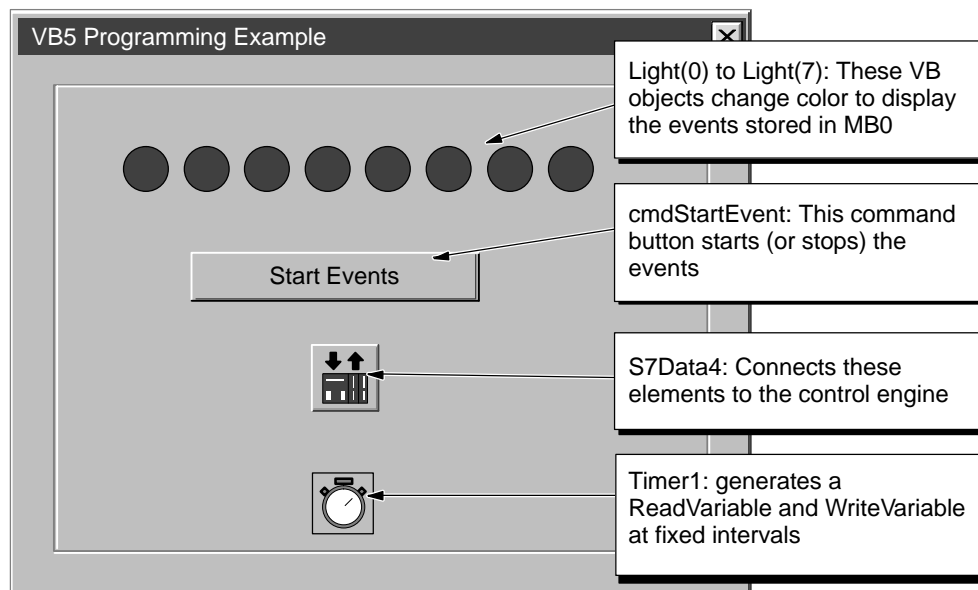 VB5 Programming Example
Light(0) to Light(7): These VB
objects change color to display
the events stored in MB0
cmdStartEvent: This command
button starts (or stops) the
events
Start Events
S7Data4: Connects these
elements to the control engine
Timer1: generates a
ReadVariable and WriteVariable
at fixed intervals